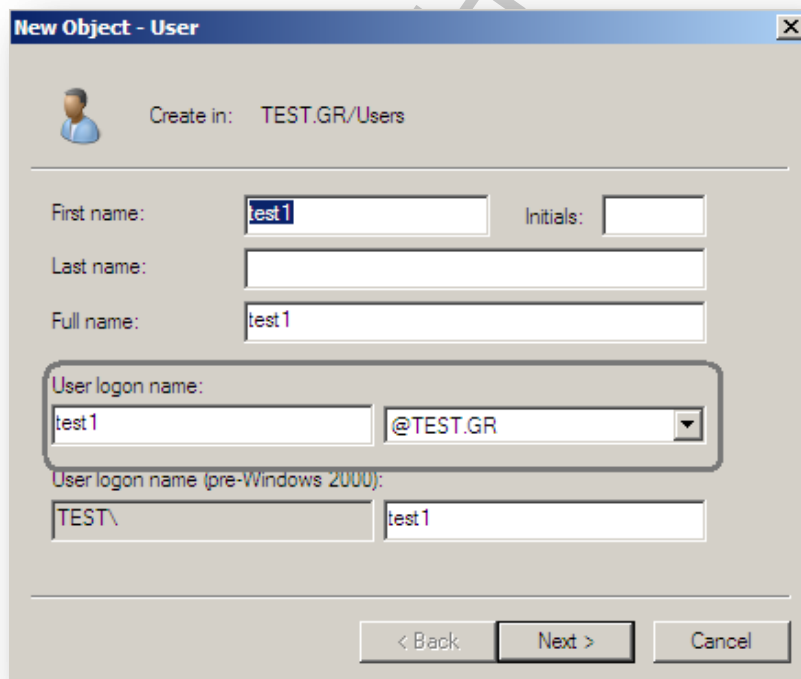 New Object - User
Create in: TEST.GR/Users
First name: test1 Initials:
Last name:
Full name: test1
User logon name:
test1 @TEST.GR
User logon name (pre-Windows 2000):
TEST\ test1
< Back Next > Cancel